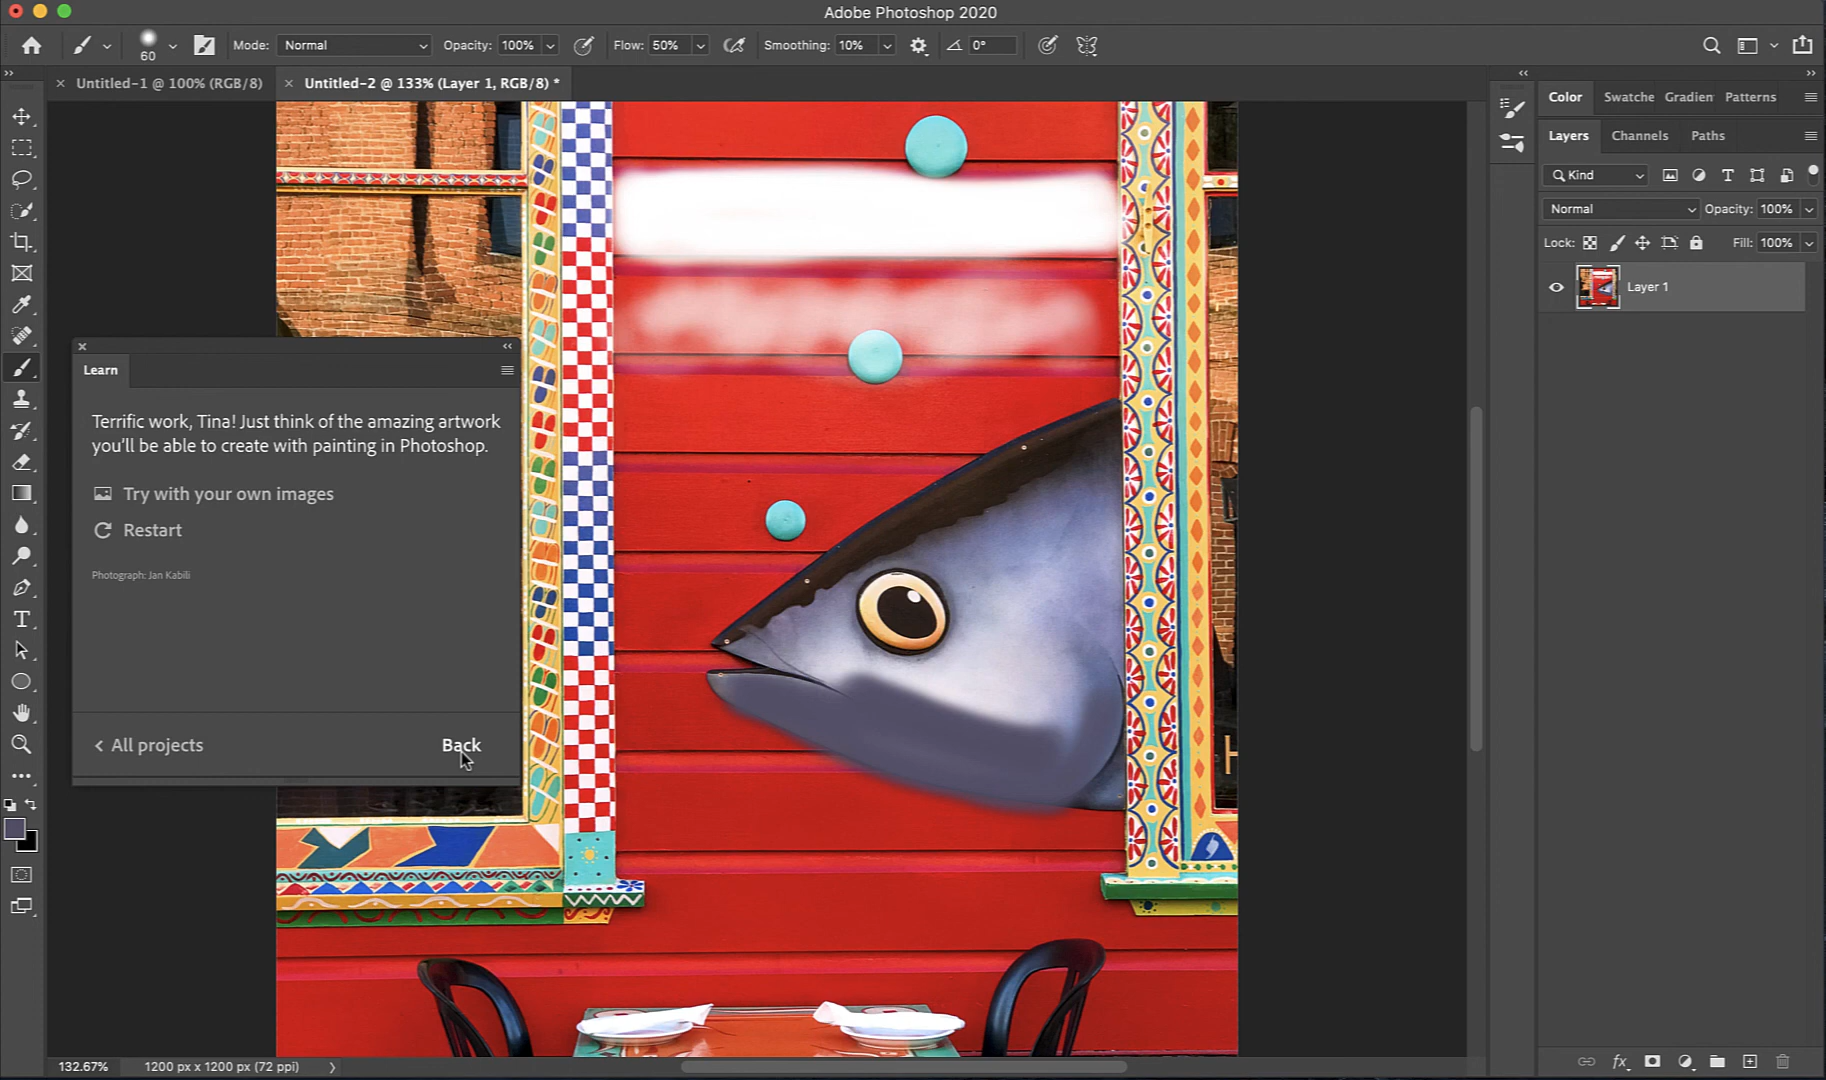 Adobe Photoshop 2020
60
Mode: Normal Opacity: 100% Flow: 50% Smoothing: 10% 0°
Untitled-1 @ 100% (RGB/8)
Untitled-2 @ 133% (Layer 1, RGB/8) *
Color Swatche Gradien Patterns
Layers Channels Paths
Kind
Normal Opacity: 100%
Lock: Fill: 100%
Layer 1
Learn
Terrific work, Tina! Just think of the amazing artwork
you'll be able to create with painting in Photoshop.
Try with your own images
Restart
Photograph: Jan Kabili
All projects Back
H
132.67% 1200 px x 1200 px (72 ppi)
fx